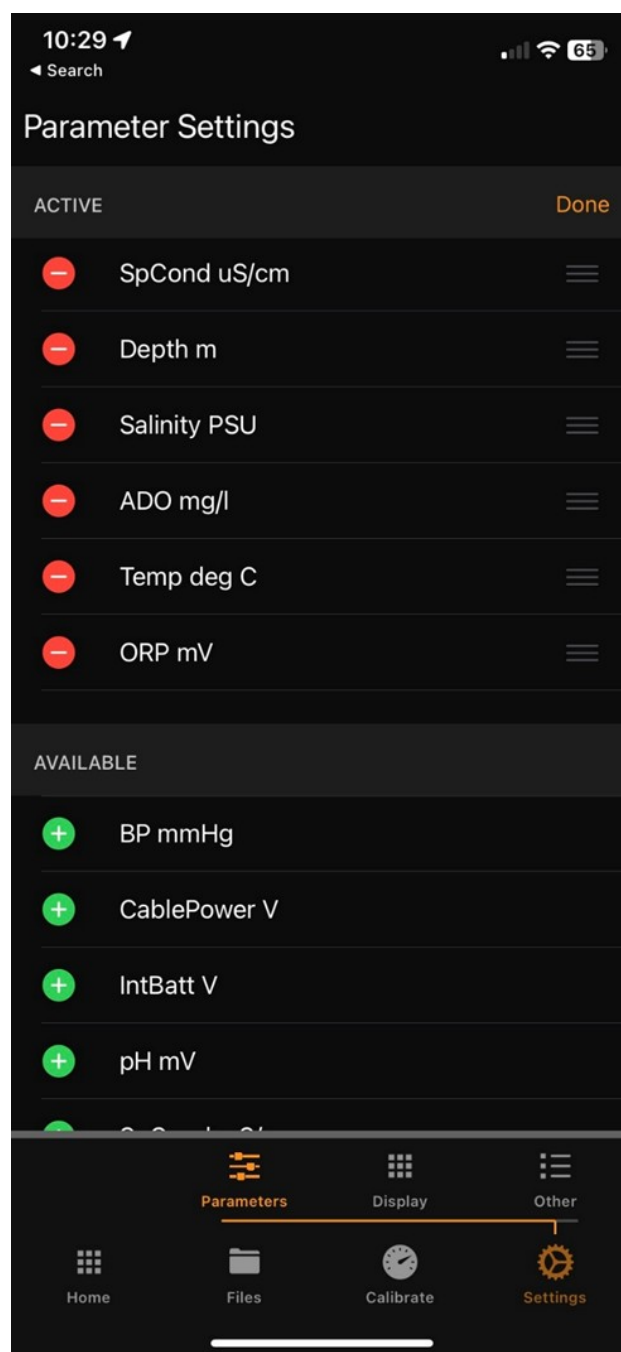 10:29
65
◀ Search
Parameter Settings
ACTIVE
Done
SpCond uS/cm
Depth m
Salinity PSU
ADO mg/l
Temp deg C
ORP mV
AVAILABLE
BP mmHg
CablePower V
IntBatt V
pH mV
Parameters
Display
Other
Home
Files
Calibrate
Settings